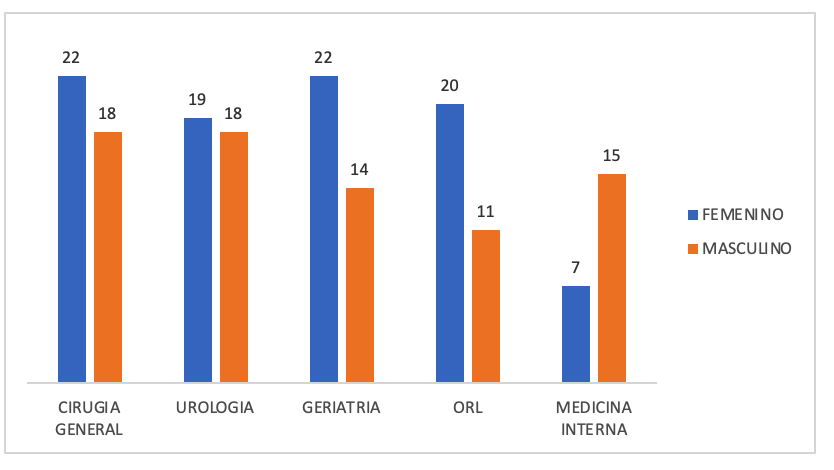 22
18
19
18
22
14
20
11
7
15
FEMENINO
MASCULINO
CIRUGIA
GENERAL
UROLOGIA
GERIATRIA
ORL
MEDICINA
INTERNA